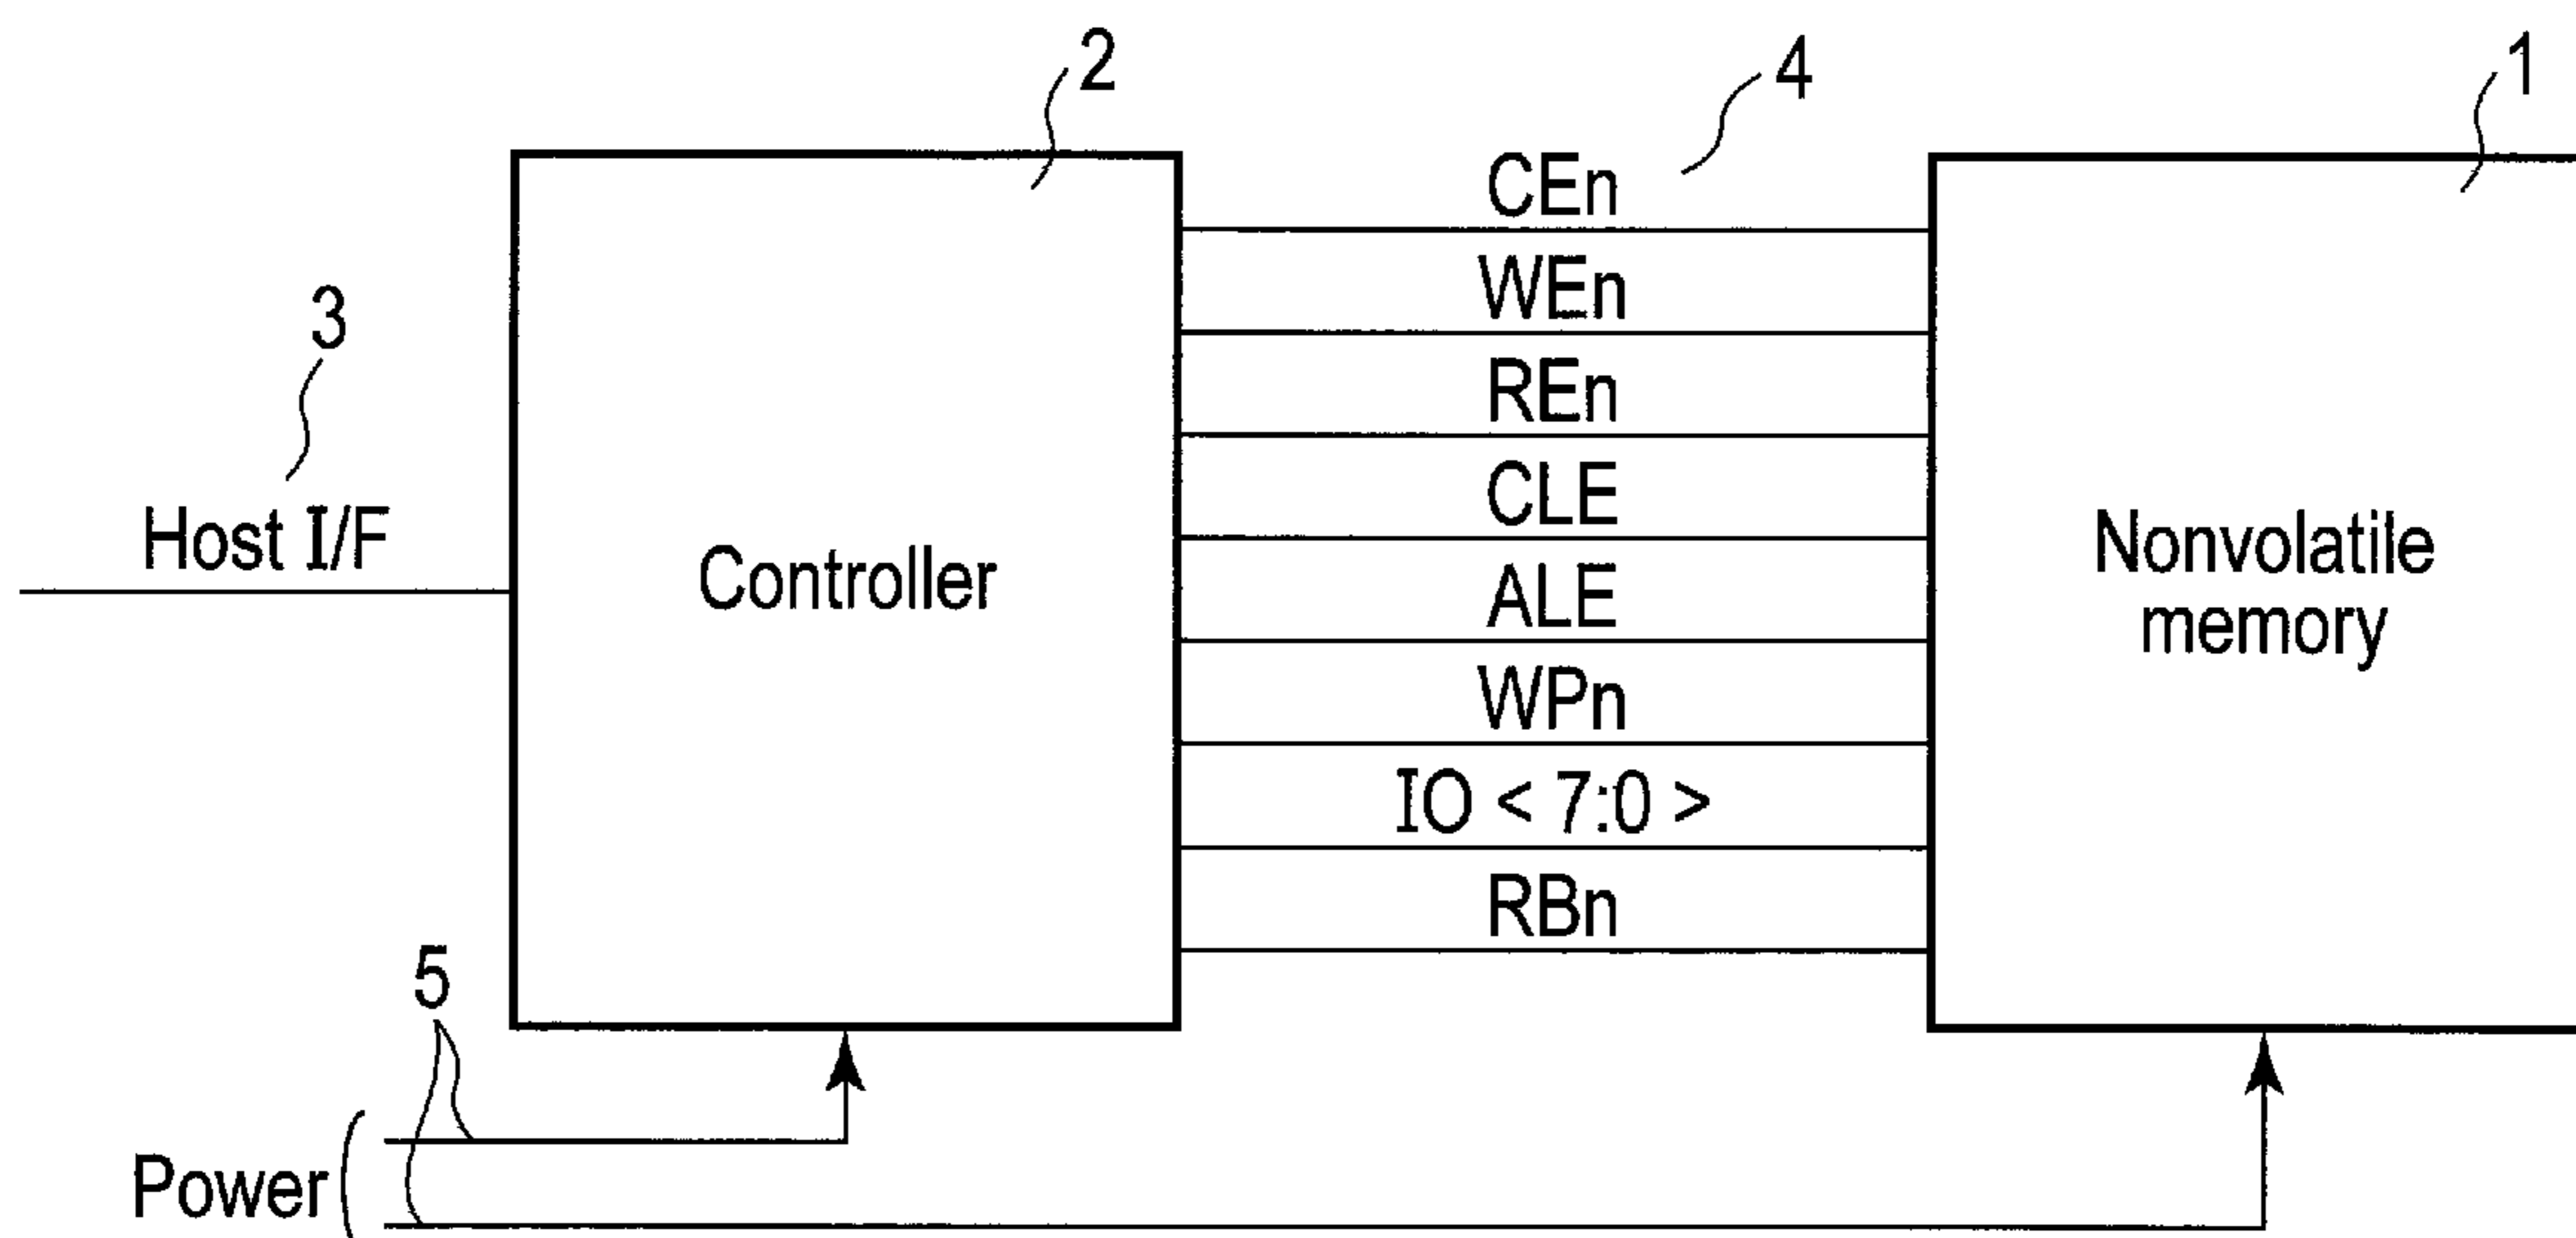 2
4
1
3
CEn
WEn
REn
CLE
ALE
WPn
IO < 7:0 >
RBn
Host I/F
Controller
Nonvolatile
memory
5
Power